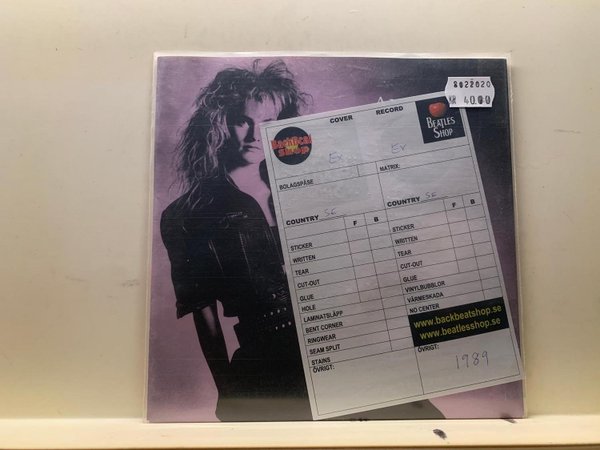 8022020
KR 40.00
COVER RECORD
BackBeat
SHOP
BEATLES
SHOP
Ex Ex
BOLAGSPÅSE MATRIX:
COUNTRY SE COUNTRY SE
F B F B
STICKER STICKER
WRITTEN WRITTEN
TEAR TEAR
CUT-OUT CUT-OUT
GLUE GLUE
HOLE VINYLBUBBLOR
LAMINATSLÄPP VÄRMESKADA
BENT CORNER NO CENTER
RINGWEAR
SEAM SPLIT
STAINS
www.backbeatshop.se
www.beatlesshop.se
ÖVRIGT: ÖVRIGT:
1989